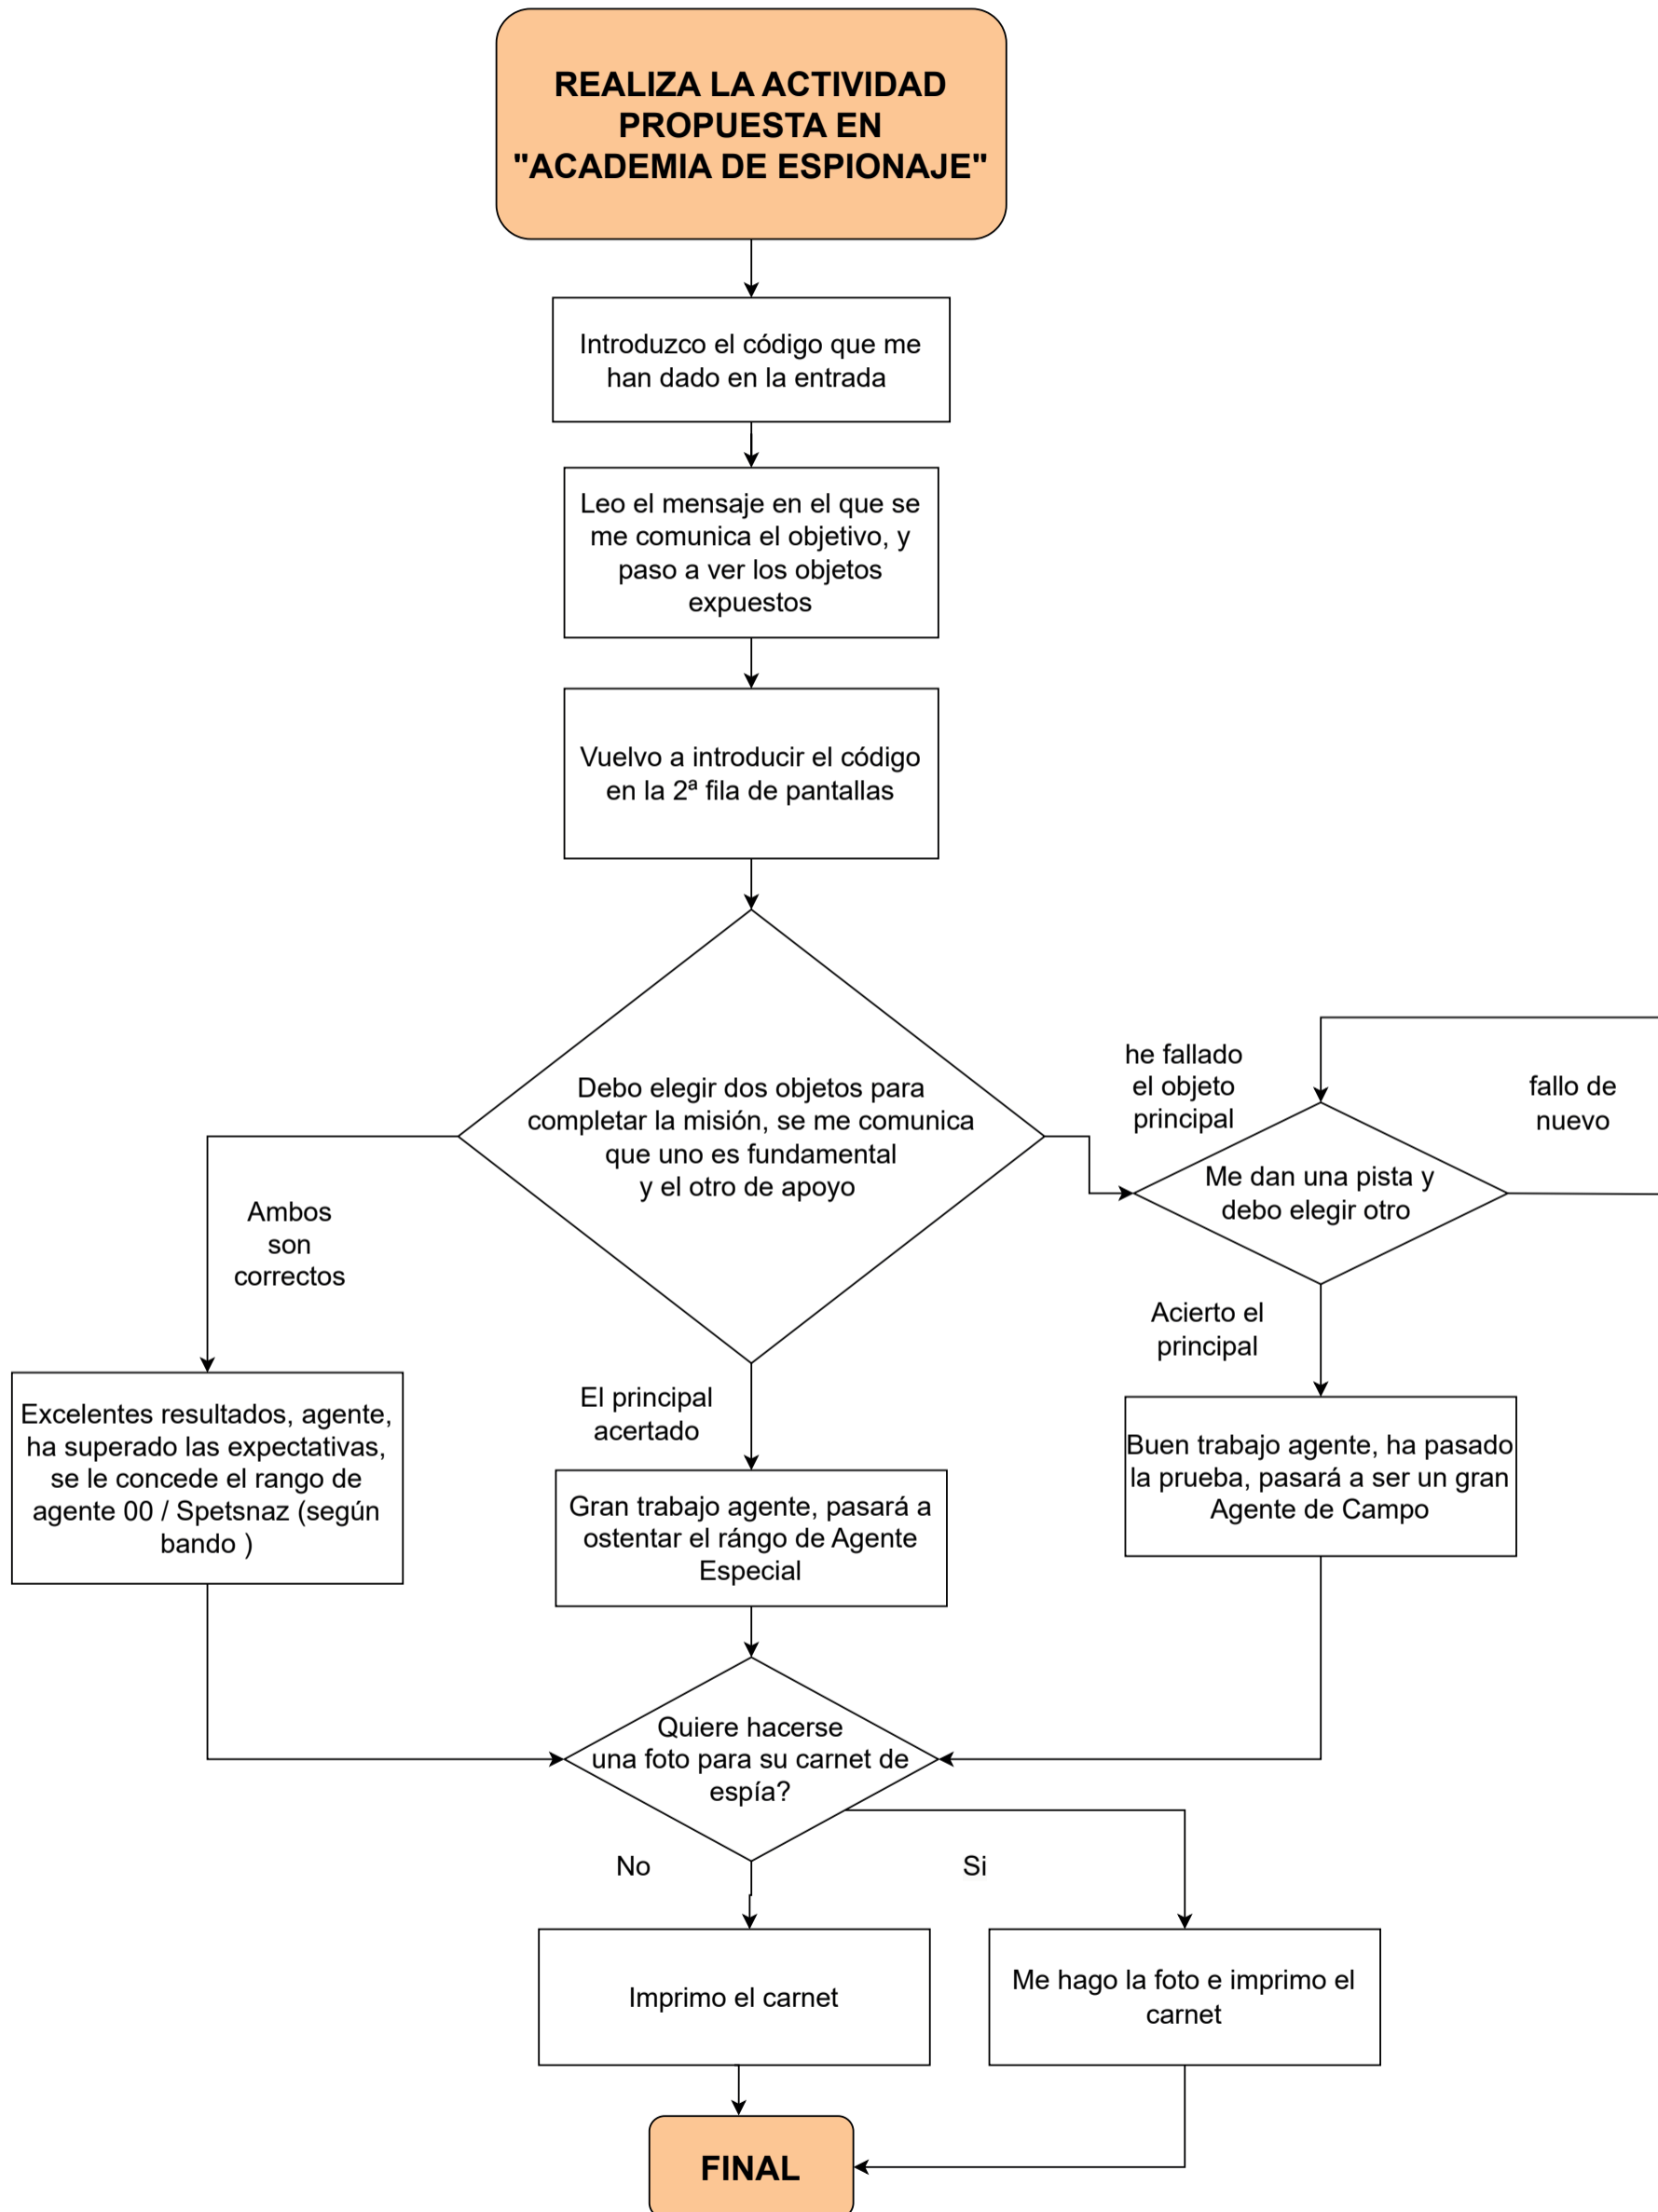 REALIZA LA ACTIVIDAD
PROPUESTA EN
"ACADEMIA DE ESPIONAJE"
Introduzco el código que me
han dado en la entrada
Leo el mensaje en el que se
me comunica el objetivo, y
paso a ver los objetos
expuestos
Vuelvo a introducir el código
en la 2ª fila de pantallas
Debo elegir dos objetos para
completar la misión, se me comunica
que uno es fundamental
y el otro de apoyo
he fallado
el objeto
principal
fallo de
nuevo
Me dan una pista y
debo elegir otro
Ambos
son
correctos
Acierto el
principal
El principal
acertado
Excelentes resultados, agente,
ha superado las expectativas,
se le concede el rango de
agente 00 / Spetsnaz (según
bando )
Gran trabajo agente, pasará a
ostentar el rángo de Agente
Especial
Buen trabajo agente, ha pasado
la prueba, pasará a ser un gran
Agente de Campo
Quiere hacerse
una foto para su carnet de
espía?
No
Si
Imprimo el carnet
Me hago la foto e imprimo el
carnet
FINAL